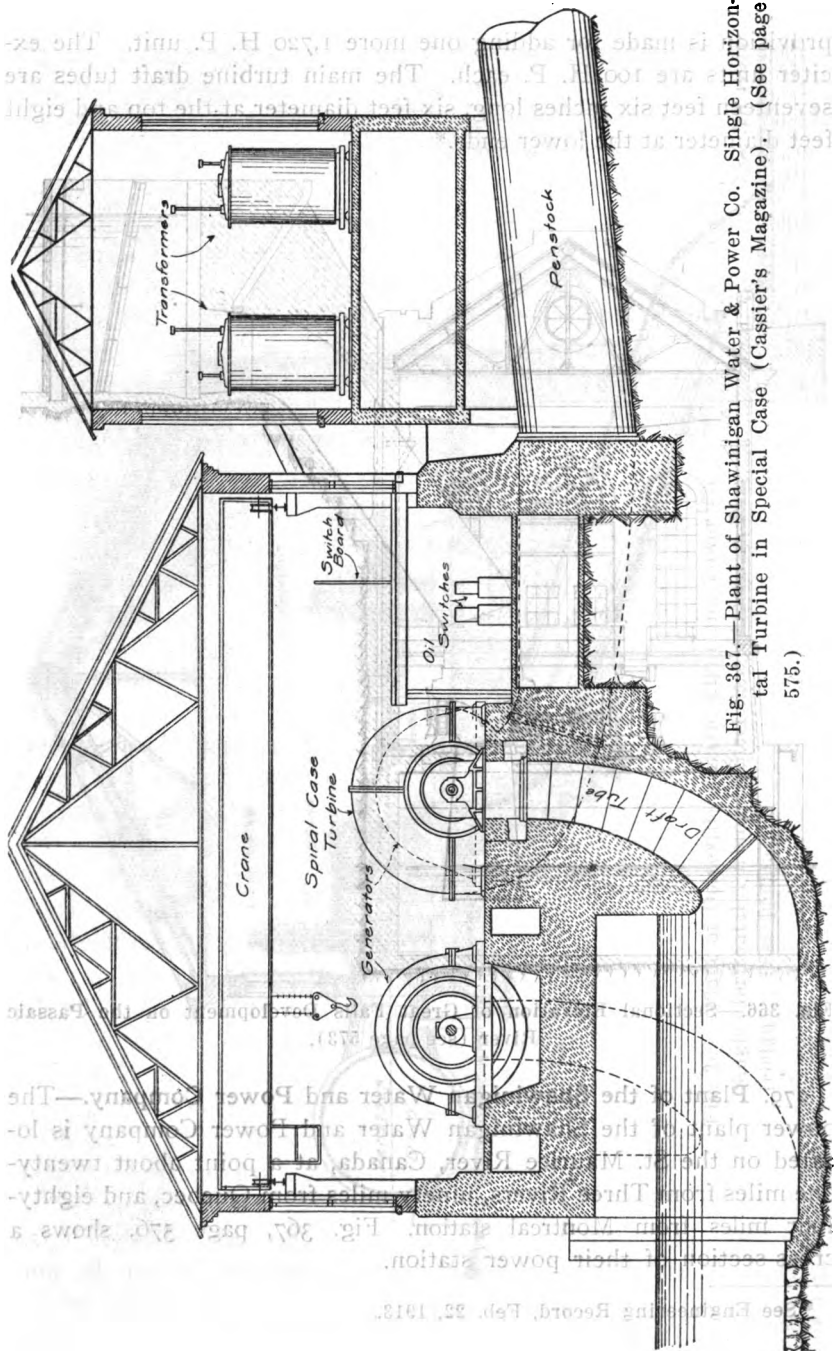 provision is made for adding one more 1,720 H. P. unit. The ex-
citer units are 100 H. P. each. The main turbine draft tubes are
seventeen feet six inches long, six feet diameter at the top and eight
feet diameter at the lower ends.*
Transformers
Penstock
Switch
Board
Oil
Switches
Crane
Spiral Case
Turbine
Generators
Draft Tube
Fig. 367.—Plant of Shawinigan Water & Power Co. Single Horizon-
tal Turbine in Special Case (Cassier's Magazine). (See page
575.)
Fig. 366.—Sectional Elevation of Great Falls Development on the Passaic
River (See page 573).
Plant of the Shawinigan Water and Power Company.—The
power plant of the Shawinigan Water and Power Company is lo-
cated on the St. Maurice River, Canada, at a point about twenty-
miles from Three Rivers, ninety miles from Quebec, and eighty-
miles from Montreal station. Fig. 367, page 576, shows a
cross section of their power station.
See Engineering Record, Feb. 22, 1913.